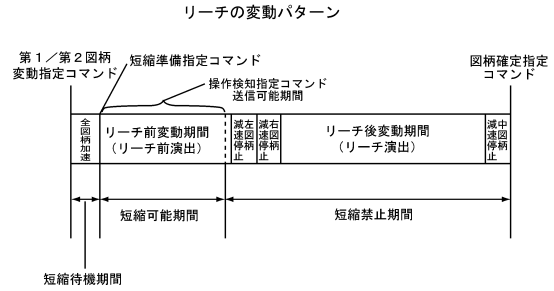 リーチの変動パターン
第1／第2図柄
変動指定コマンド
短縮準備指定コマンド
図柄確定指定
コマンド
操作検知指定コマンド
送信可能期間
全図柄加速
リーチ前変動期間
（リーチ前演出）
左図柄
減速停止
右図柄
減速停止
リーチ後変動期間
（リーチ演出）
中図柄
減速停止
短縮可能期間
短縮禁止期間
短縮待機期間